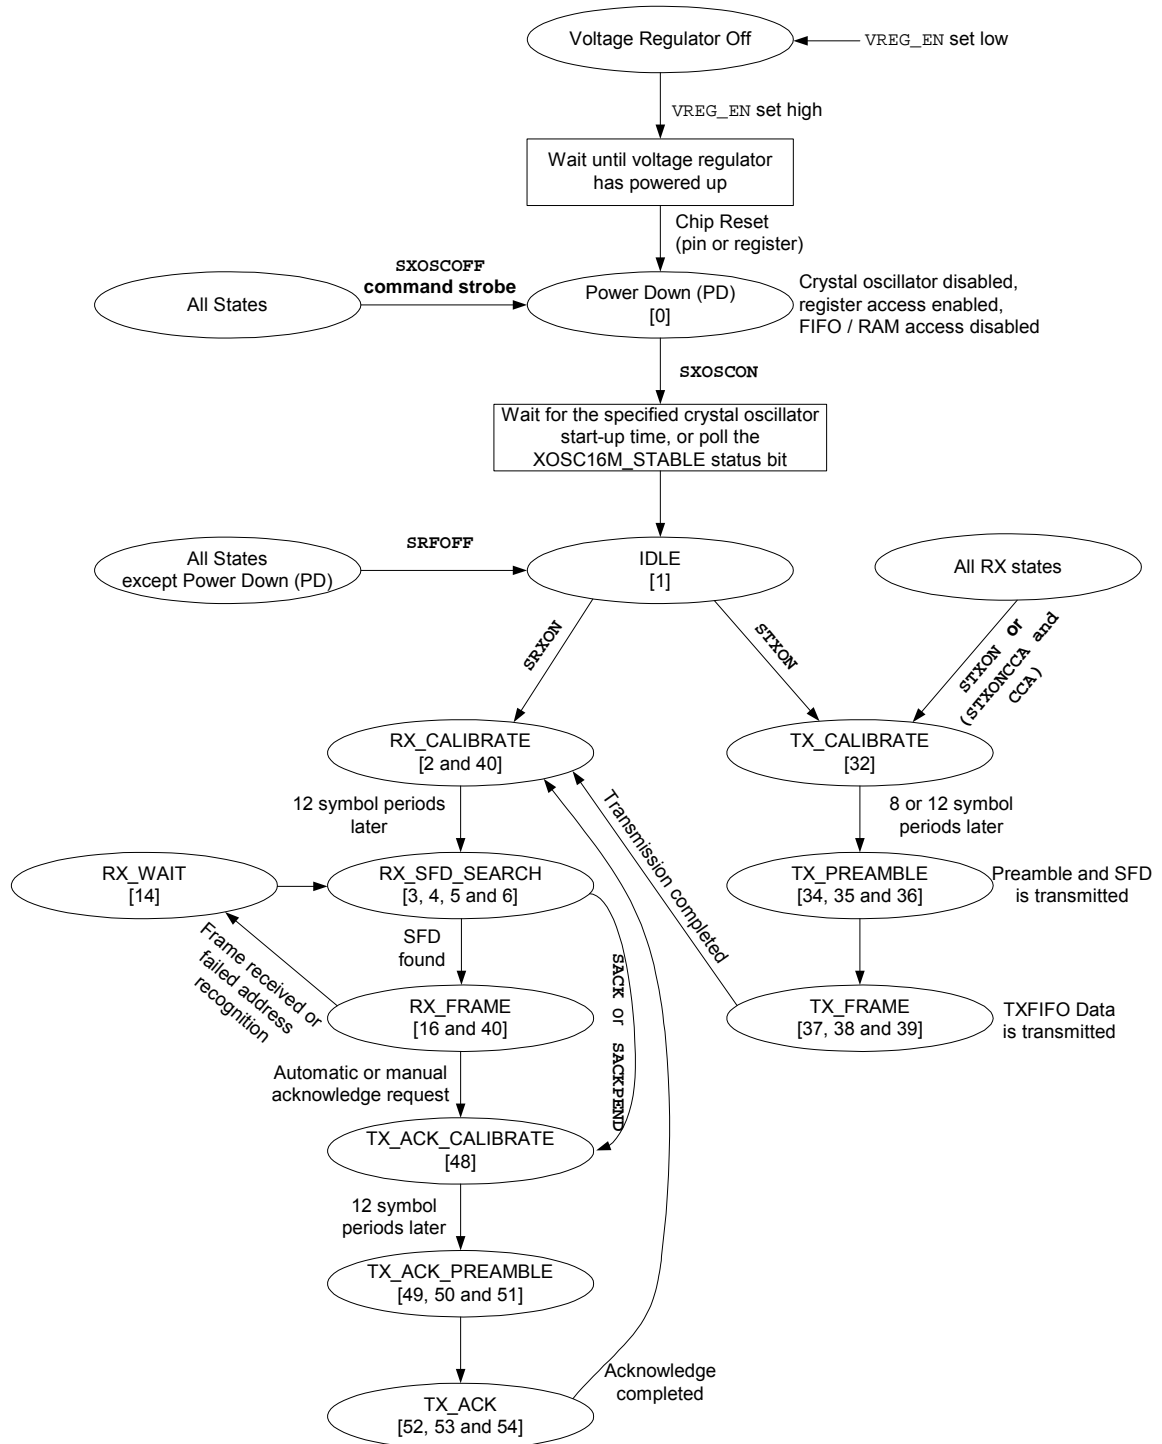 Voltage Regulator Off
VREG_EN set low
VREG_EN set high
Wait until voltage regulator
has powered up
Chip Reset
(pin or register)
SXOSCOFF
command strobe
All States
Power Down (PD)
[0]
Crystal oscillator disabled,
register access enabled,
FIFO / RAM access disabled
SXOSCON
Wait for the specified crystal oscillator
start-up time, or poll the
XOSC16M_STABLE status bit
All States
except Power Down (PD)
SRFOFF
IDLE
[1]
All RX states
SRXON
STXON
STXON or
(STXONCCA and
CCA)
RX_CALIBRATE
[2 and 40]
TX_CALIBRATE
[32]
12 symbol periods
later
Transmission completed
8 or 12 symbol
periods later
RX_WAIT
[14]
RX_SFD_SEARCH
[3, 4, 5 and 6]
TX_PREAMBLE
[34, 35 and 36]
Preamble and SFD
is transmitted
Frame received or
failed address
recognition
SFD
found
SACK or SACKPEND
RX_FRAME
[16 and 40]
TX_FRAME
[37, 38 and 39]
TXFIFO Data
is transmitted
Automatic or manual
acknowledge request
TX_ACK_CALIBRATE
[48]
12 symbol
periods later
TX_ACK_PREAMBLE
[49, 50 and 51]
Acknowledge
completed
TX_ACK
[52, 53 and 54]